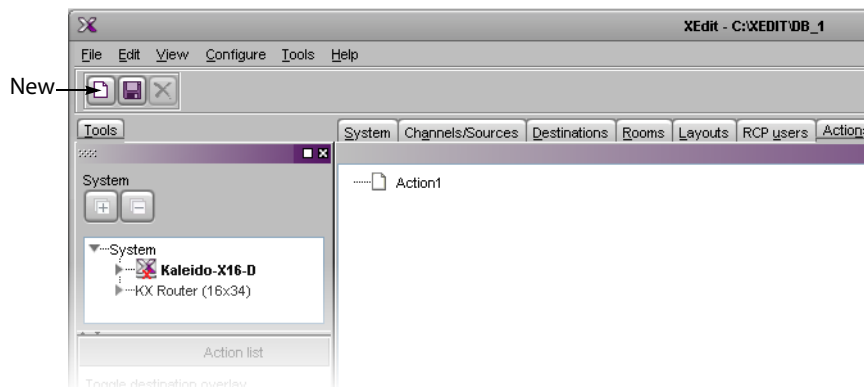 XEdit - C:\XEDIT\DB_1
File Edit View Configure Tools Help
New
Tools
System Channels/Sources Destinations Rooms Layouts RCP users Actions
System
Action1
System
Kaleido-X16-D
KX Router (16x34)
Action list
Toggle destination overlay